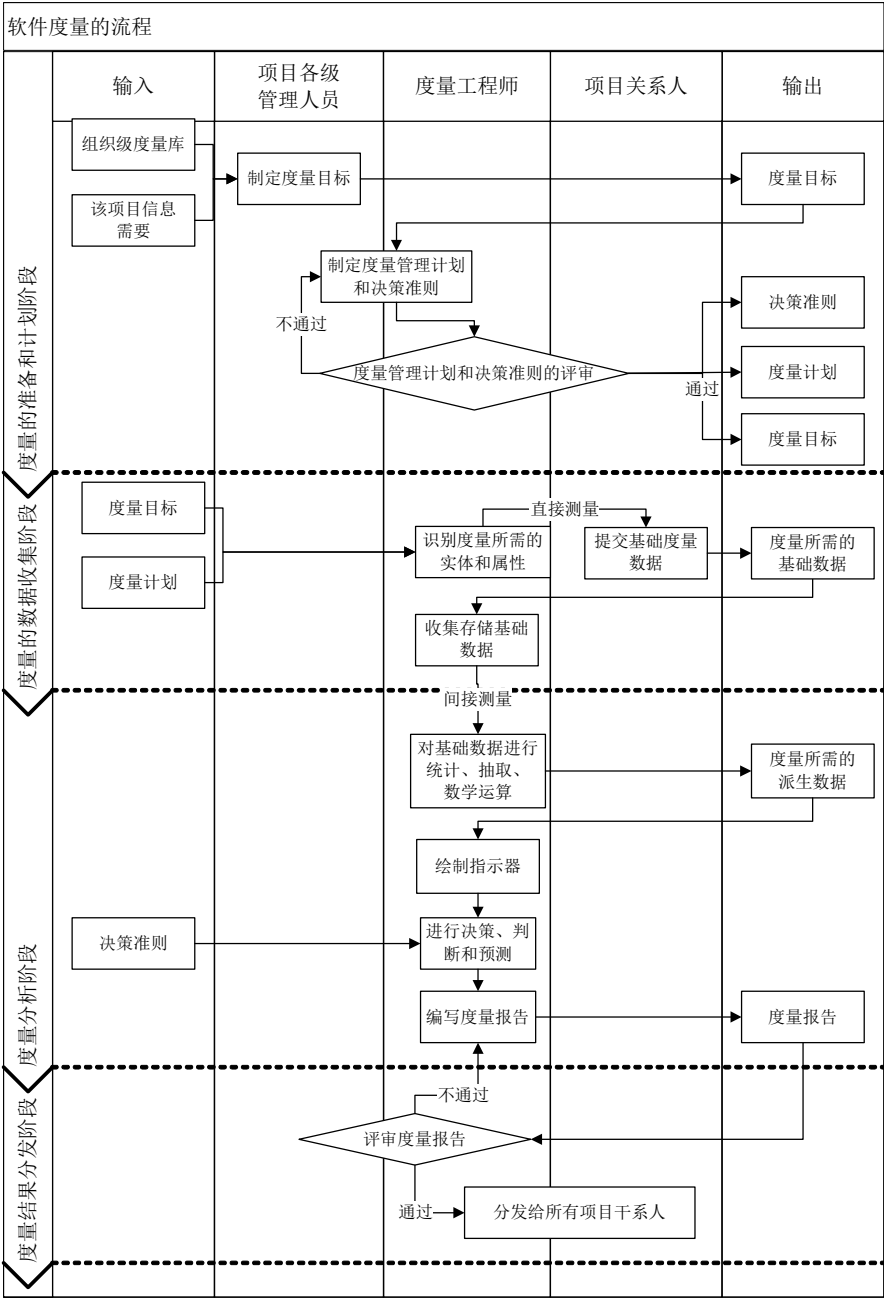 软件度量的流程
输入
项目各级
管理人员
度量工程师
项目关系人
输出
度量的准备和计划阶段
组织级度量库
该项目信息
需要
制定度量目标
度量目标
制定度量管理计划
和决策准则
不通过
度量管理计划和决策准则的评审
通过
决策准则
度量计划
度量目标
度量的数据收集阶段
度量目标
度量计划
直接测量
识别度量所需的
实体和属性
提交基础度量
数据
度量所需的
基础数据
收集存储基础
数据
间接测量
度量分析阶段
对基础数据进行
统计、抽取、
数学运算
度量所需的
派生数据
绘制指示器
决策准则
进行决策、判
断和预测
编写度量报告
度量报告
度量结果分发阶段
不通过
评审度量报告
通过
分发给所有项目干系人